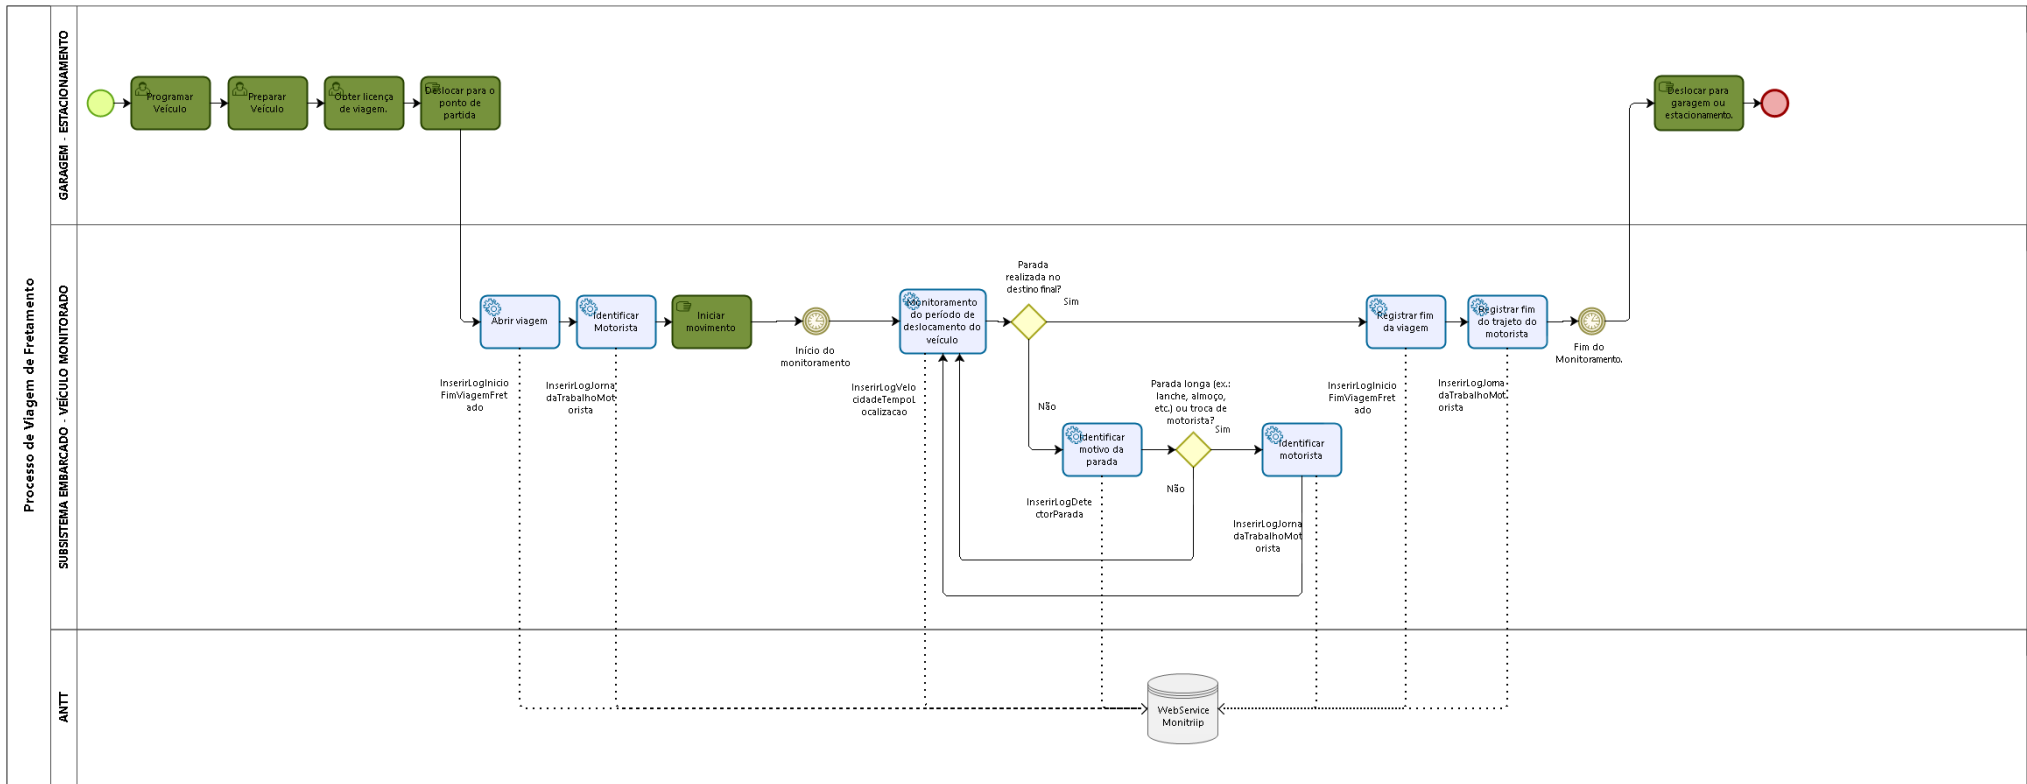 Processo de Viagem de Fretamento
GARAGEM - ESTACIONAMENTO
Programar
Veículo
Preparar
Veículo
Obter licença
de viagem.
Deslocar para o
ponto de
partida
Deslocar para
garagem ou
estacionamento.
SUBSISTEMA EMBARCADO - VEÍCULO MONITORADO
Abrir viagem
Identificar
Motorista
Iniciar
movimento
Início do
monitoramento
Monitoramento
do período de
deslocamento do
veículo
Parada
realizada no
destino final?
Sim
Não
Registrar fim
da viagem
Registrar fim
do trajeto do
motorista
Fim do
Monitoramento.
InserirLogInicio
FimViagemFret
ado
InserirLogJorna
daTrabalhoMot
orista
InserirLogVelo
cidadeTempoL
ocalizacao
Identificar
motivo da
parada
Parada longa (ex.:
lanche, almoço,
etc.) ou troca de
motorista?
Sim
Não
Identificar
motorista
InserirLogDete
ctorParada
InserirLogJorna
daTrabalhoMot
orista
InserirLogInicio
FimViagemFret
ado
InserirLogJorna
daTrabalhoMot
orista
ANTT
WebService
Monitriip